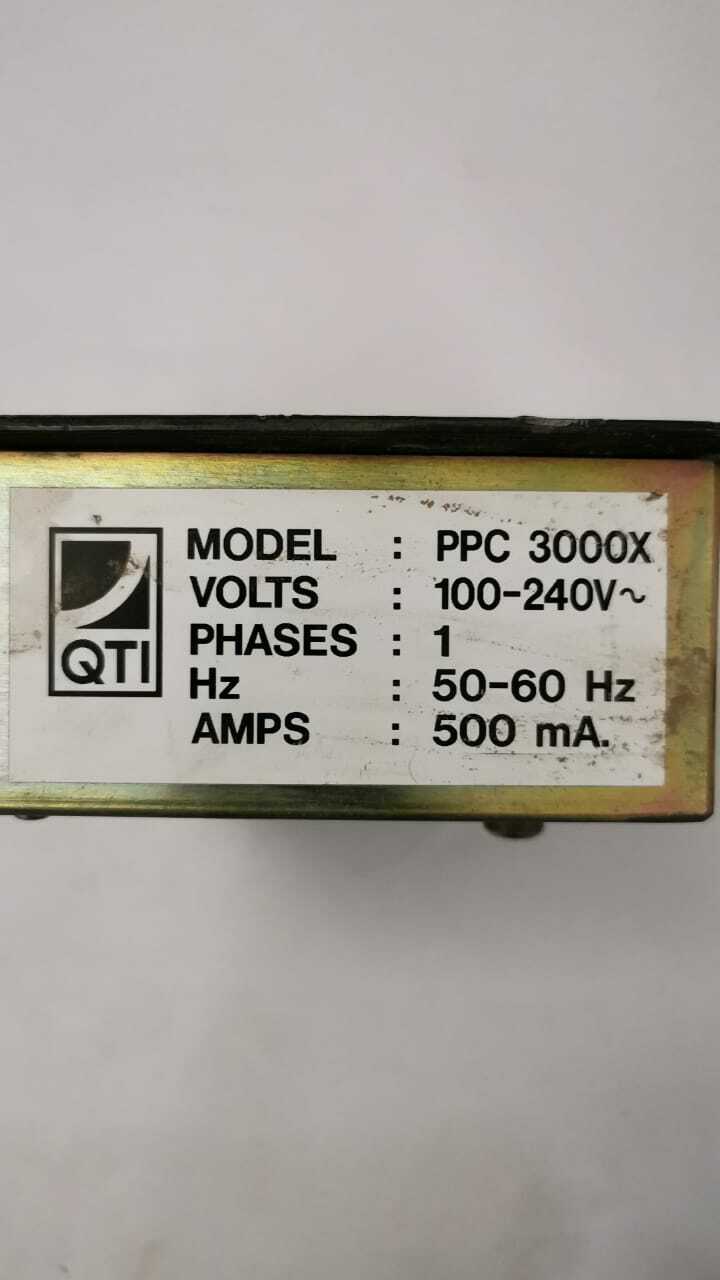 QTI
MODEL : PPC 3000X
VOLTS : 100-240V~
PHASES : 1
Hz : 50-60 Hz
AMPS : 500 mA.